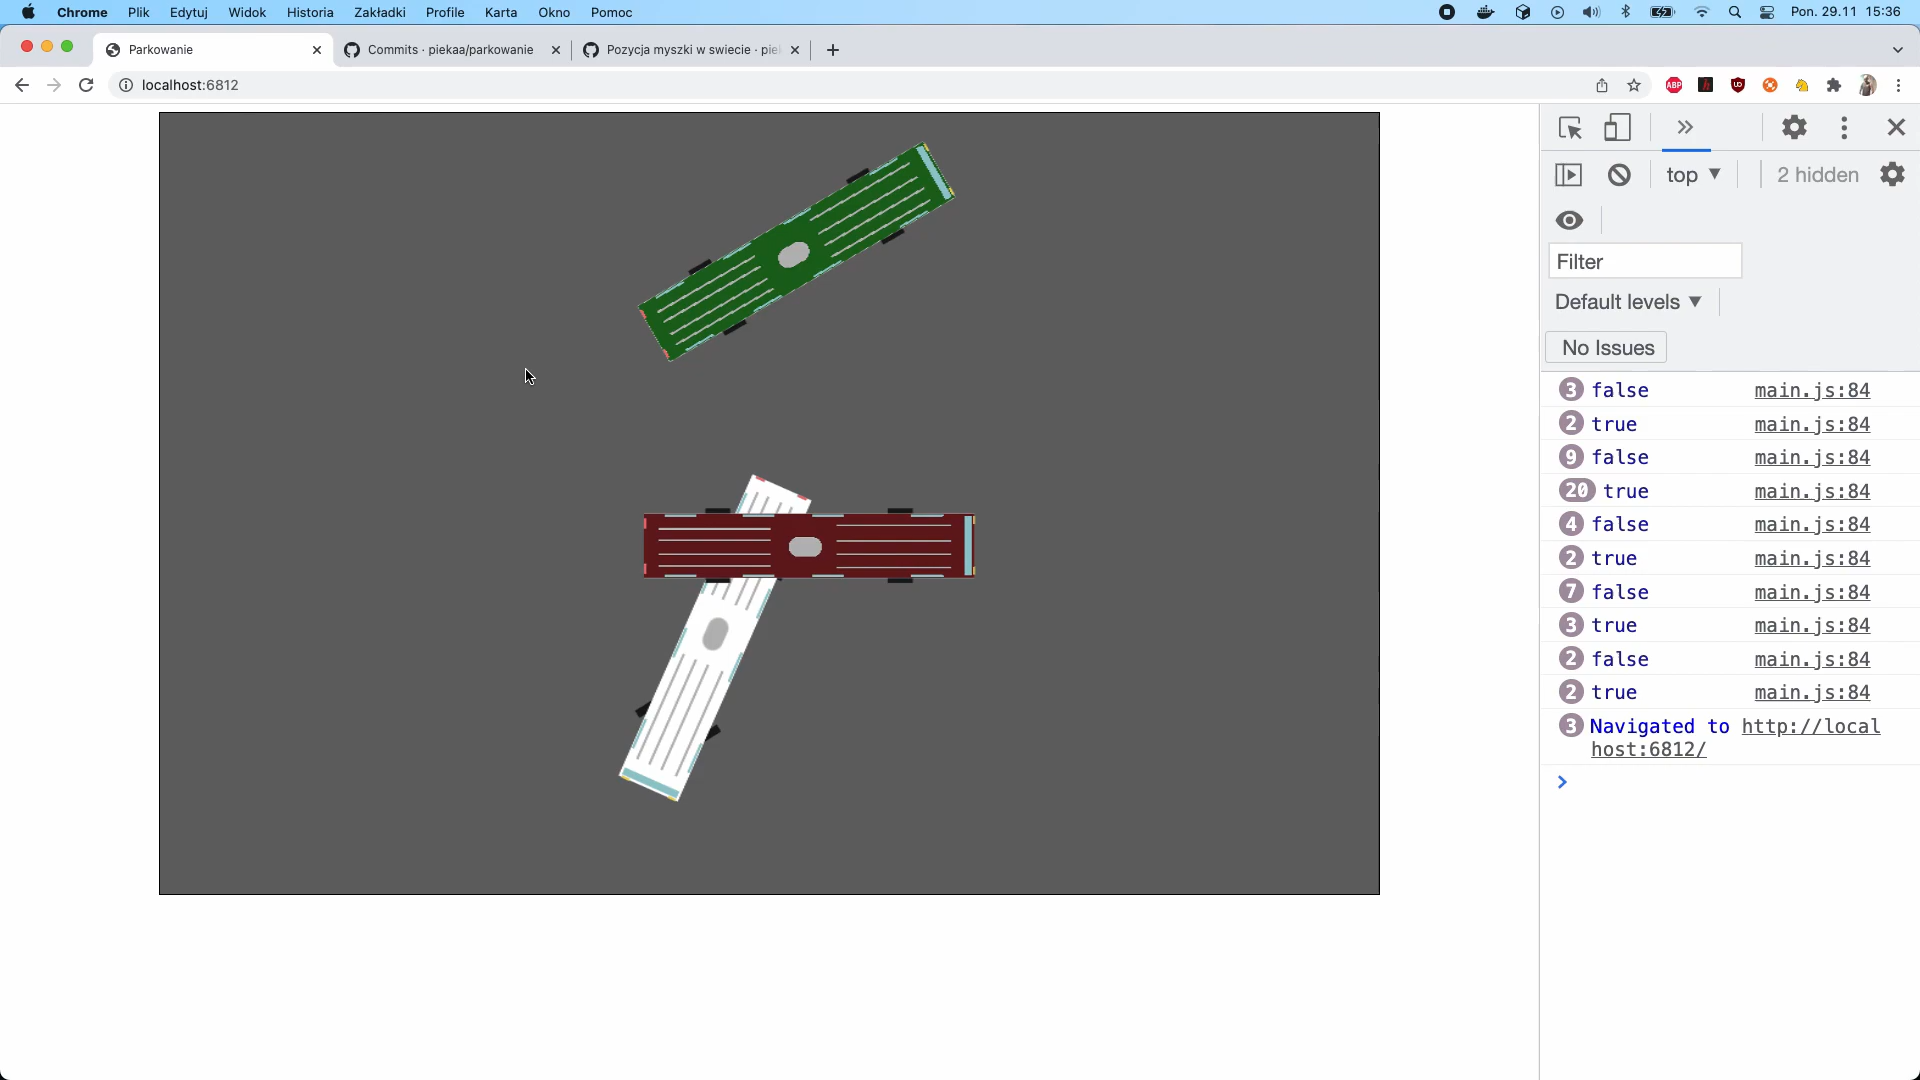 Chrome Plik Edytuj Widok Historia Zakładki Profile Karta Okno Pomoc Pon. 29.11 15:36
Parkowanie Commits · piekaa/parkowanie Pozycja myszki w swiecie · pie
localhost:6812 ABP
top 2 hidden
Filter
Default levels
No Issues
3 false main.js:84
2 true main.js:84
9 false main.js:84
20 true main.js:84
4 false main.js:84
2 true main.js:84
7 false main.js:84
3 true main.js:84
2 false main.js:84
2 true main.js:84
3 Navigated to http://local
host:6812/